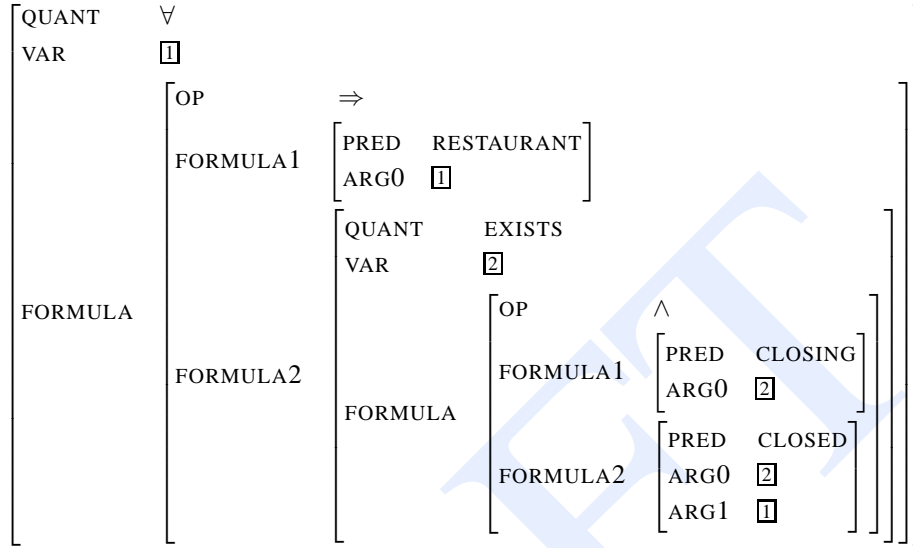 QUANT ∀
VAR 1
OP ⇒
FORMULA1 PRED RESTAURANT
ARG0 1
QUANT EXISTS
VAR 2
FORMULA
OP ∧
FORMULA2
FORMULA
FORMULA1 PRED CLOSING
ARG0 2
FORMULA2 PRED CLOSED
ARG0 2
ARG1 1
FT